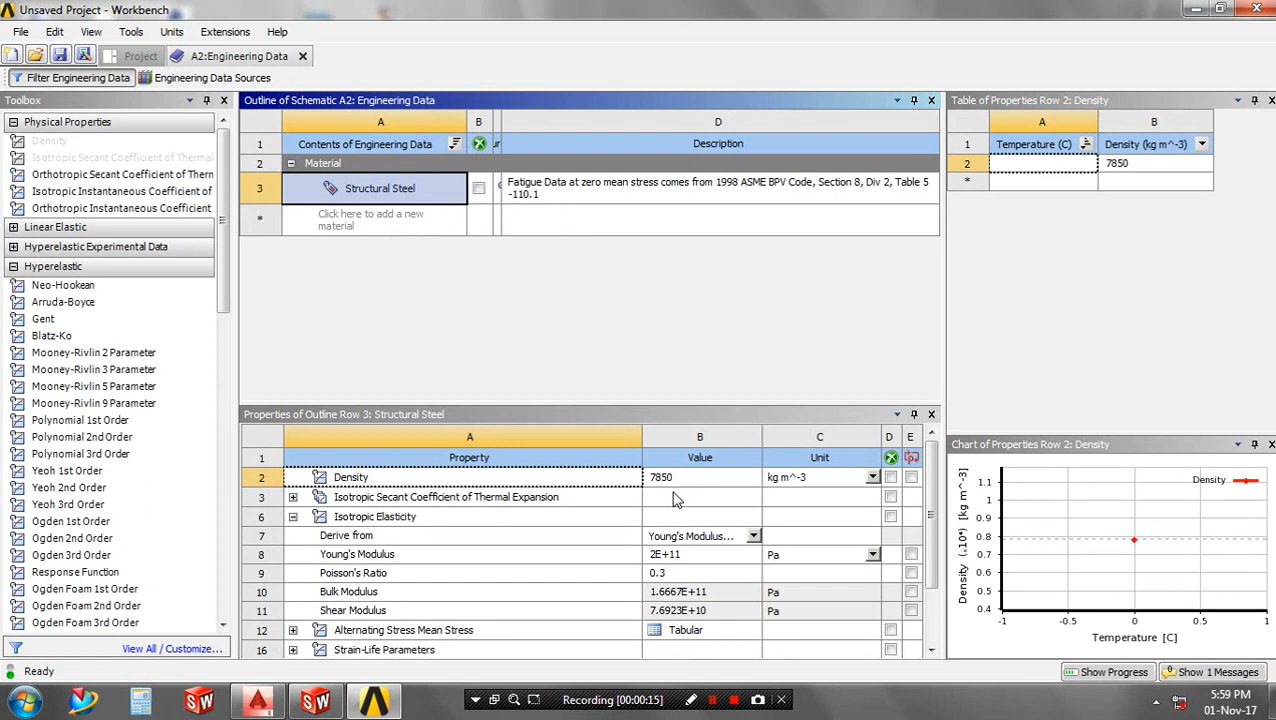 Unsaved Project - Workbench
File Edit View Tools Units Extensions Help
Project A2:Engineering Data
Filter Engineering Data Engineering Data Sources
Toolbox
Physical Properties
Density
Isotropic Secant Coefficient of Thermal
Orthotropic Secant Coefficient of Therm
Isotropic Instantaneous Coefficient of
Orthotropic Instantaneous Coefficient
Linear Elastic
Hyperelastic Experimental Data
Hyperelastic
Neo-Hookean
Arruda-Boyce
Gent
Blatz-Ko
Mooney-Rivlin 2 Parameter
Mooney-Rivlin 3 Parameter
Mooney-Rivlin 5 Parameter
Mooney-Rivlin 9 Parameter
Polynomial 1st Order
Polynomial 2nd Order
Polynomial 3rd Order
Yeoh 1st Order
Yeoh 2nd Order
Yeoh 3rd Order
Ogden 1st Order
Ogden 2nd Order
Ogden 3rd Order
Response Function
Ogden Foam 1st Order
Ogden Foam 2nd Order
Ogden Foam 3rd Order
View All / Customize...
Outline of Schematic A2: Engineering Data
A B D
1 Contents of Engineering Data Description
2 Material
3 Structural Steel Fatigue Data at zero mean stress comes from 1998 ASME BPV Code, Section 8, Div 2, Table 5
-110.1
* Click here to add a new
material
Properties of Outline Row 3: Structural Steel
A B C D E
1 Property Value Unit
2 Density 7850 kg m^-3
3 Isotropic Secant Coefficient of Thermal Expansion
6 Isotropic Elasticity
7 Derive from Young's Modulus...
8 Young's Modulus 2E+11 Pa
9 Poisson's Ratio 0.3
10 Bulk Modulus 1.6667E+11 Pa
11 Shear Modulus 7.6923E+10 Pa
12 Alternating Stress Mean Stress Tabular
16 Strain-Life Parameters
Table of Properties Row 2: Density
A B
1 Temperature (C) Density (kg m^-3)
2 7850
*
Chart of Properties Row 2: Density
Density (x10⁴) [kg m^-3]
1.1
1
0.9
0.8
0.7
0.6
0.5
0.4
Density
-1 -0.5 0 0.5 1
Temperature [C]
Ready
Show Progress Show 1 Messages
Recording [00:00:15]
5:59 PM
01-Nov-17